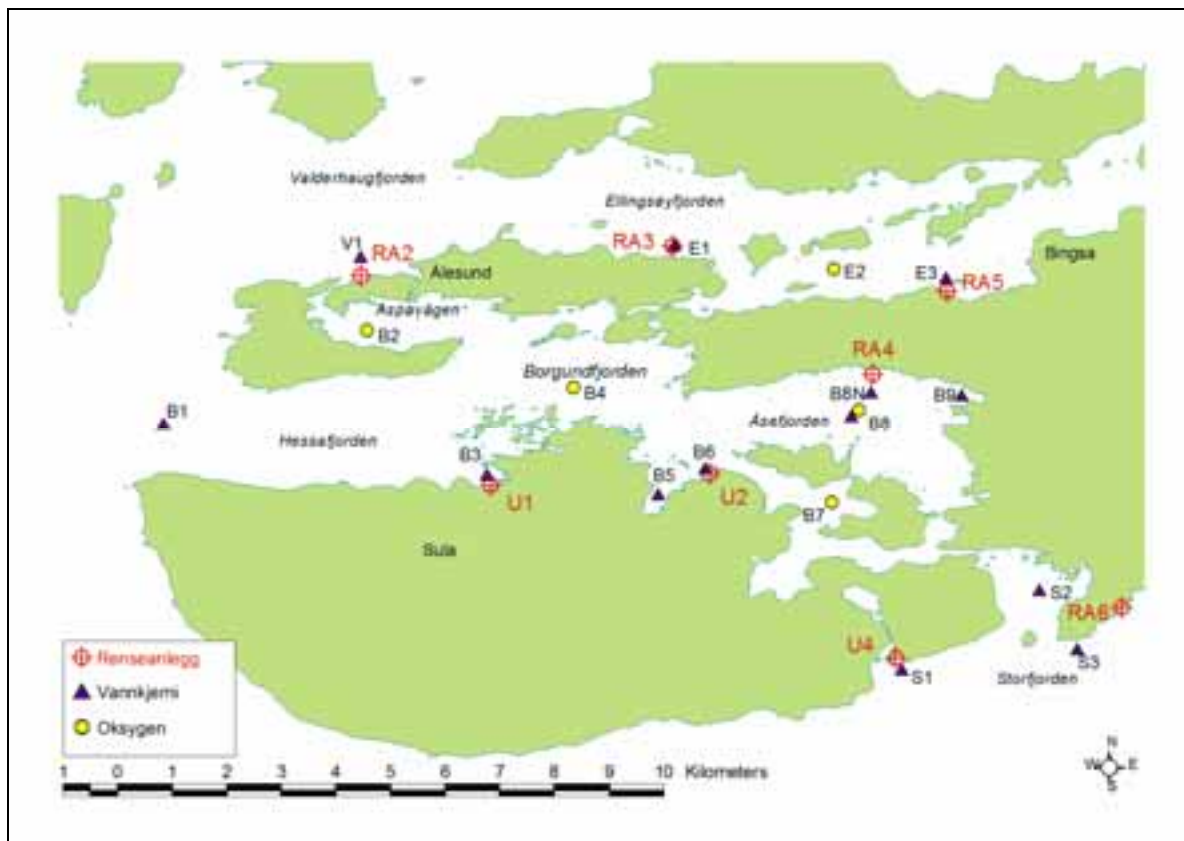 Valderhaugfjorden
Ellingsøyfjorden
V1
RA2
RA3
E1
Bingsa
Ålesund
E2
E3
RA5
Aspøvågen
B2
RA4
Borgundfjorden
B4
B8N
B9
B1
Åsefjorden
B8
Hessafjorden
B3
B6
B5
U1
U2
B7
Sula
S2
RA6
U4
S3
S1
Storfjorden
Renseanlegg
Vannkjemi
Oksygen
N
W E
S
1 0 1 2 3 4 5 6 7 8 9 10 Kilometers